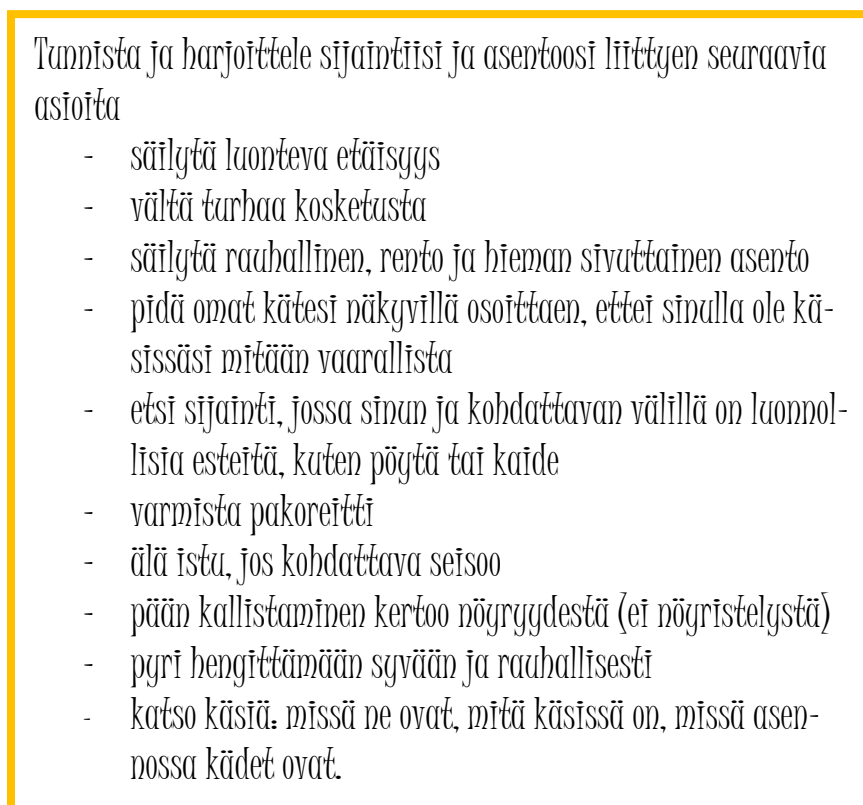 Tunnista ja harjoittele sijaintiisi ja asentoosi liittyen seuraavia
asioita
- säilytä luonteva etäisyys
- vältä turhaa kosketusta
- säilytä rauhallinen, rento ja hieman sivuttainen asento
- pidä omat kätesi näkyvillä osoittaen, ettei sinulla ole kä-
sissäsi mitään vaarallista
- etsi sijainti, jossa sinun ja kohdattavan välillä on luonnol-
lisia esteitä, kuten pöytä tai kaide
- varmista pakoreitti
- älä istu, jos kohdattava seisoo
- pään kallistaminen kertoo nöyryydestä (ei nöyristelystä)
- pyri hengittämään syvään ja rauhallisesti
- katso käsiä: missä ne ovat, mitä käsissä on, missä asen-
nossa kädet ovat.